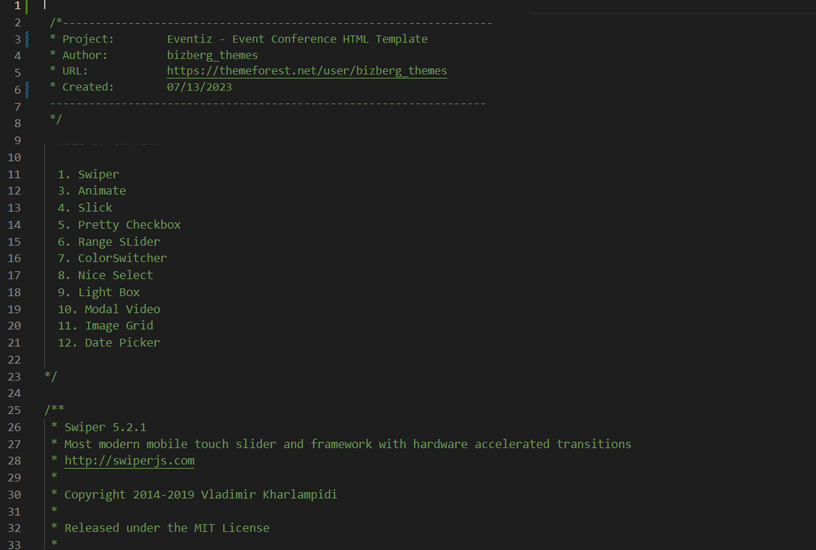 1
2 /*------------------------------------------------------------------
3 * Project: Eventiz - Event Conference HTML Template
4 * Author: bizberg_themes
5 * URL: https://themeforest.net/user/bizberg_themes
6 * Created: 07/13/2023
7 -------------------------------------------------------------------
8 */
9
10
11 1. Swiper
12 3. Animate
13 4. Slick
14 5. Pretty Checkbox
15 6. Range SLider
16 7. ColorSwitcher
17 8. Nice Select
18 9. Light Box
19 10. Modal Video
20 11. Image Grid
21 12. Date Picker
22
23 */
24
25 /**
26 * Swiper 5.2.1
27 * Most modern mobile touch slider and framework with hardware accelerated transitions
28 * http://swiperjs.com
29 *
30 * Copyright 2014-2019 Vladimir Kharlampidi
31 *
32 * Released under the MIT License
33 *